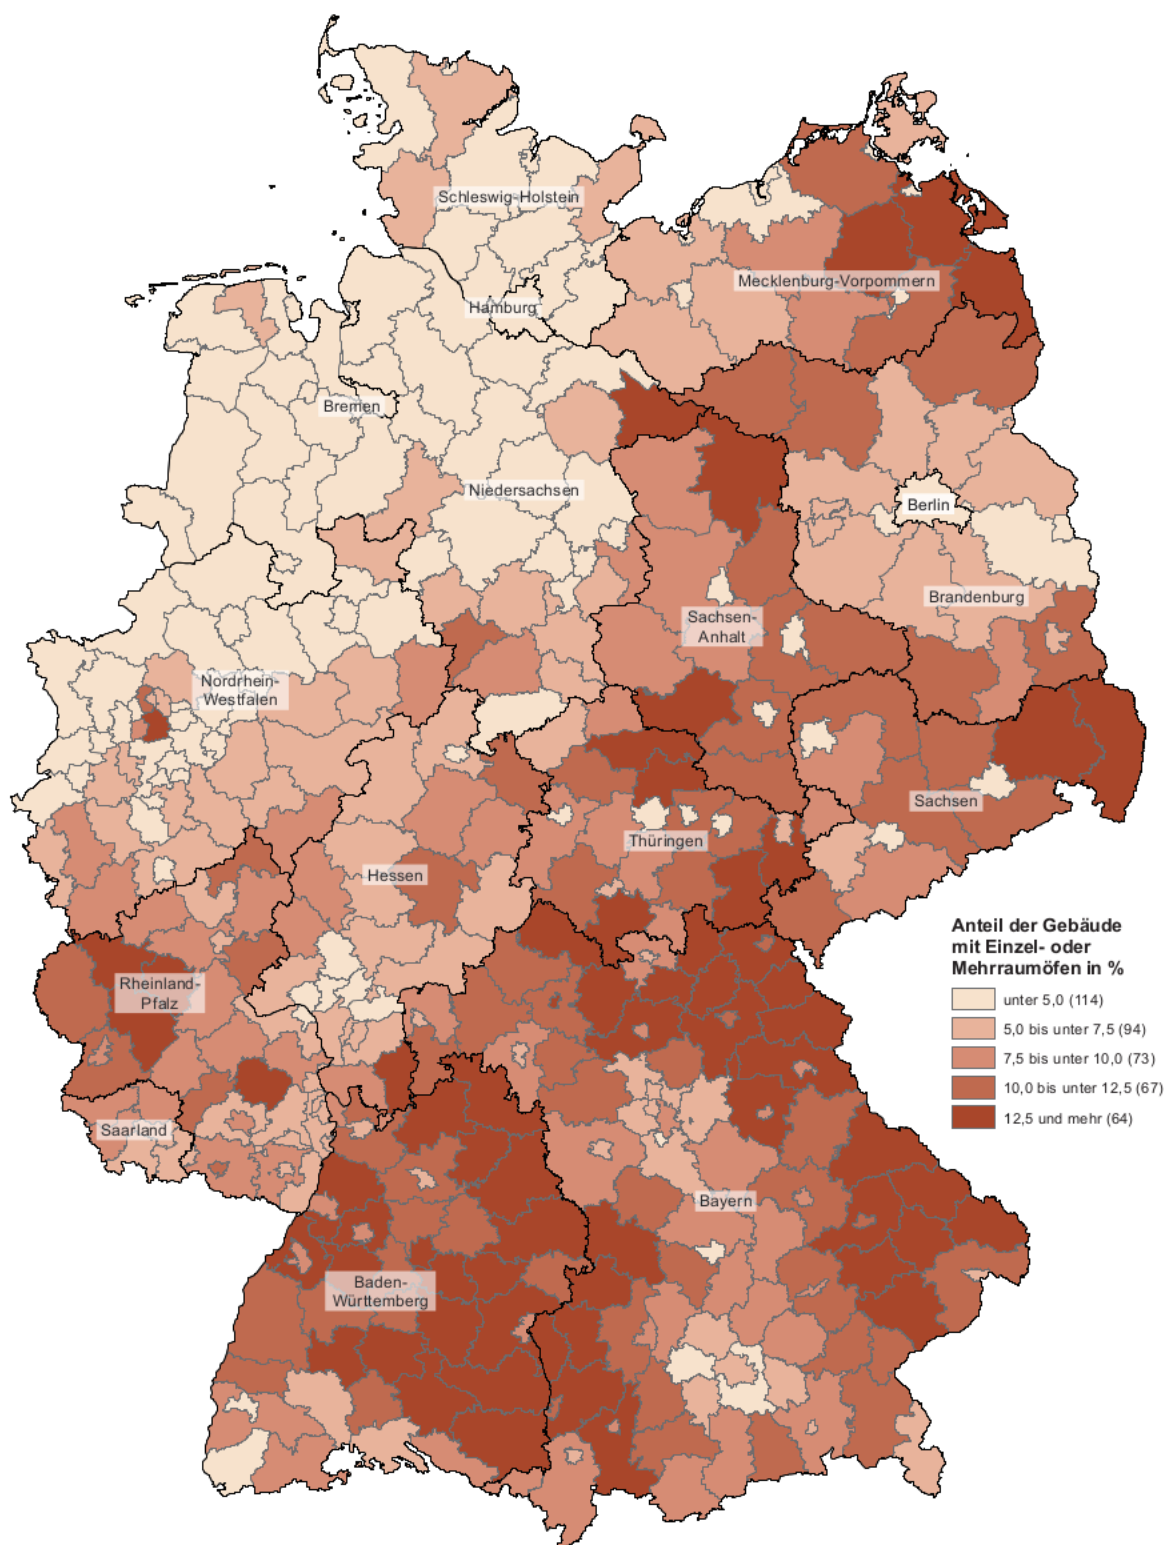 Schleswig-Holstein
Mecklenburg-Vorpommern
Hamburg
Bremen
Niedersachsen
Berlin
Brandenburg
Sachsen-
Anhalt
Nordrhein-
Westfalen
Sachsen
Thüringen
Hessen
Rheinland-
Pfalz
Saarland
Bayern
Baden-
Württemberg
Anteil der Gebäude
mit Einzel- oder
Mehrraumöfen in %
unter 5,0 (114)
5,0 bis unter 7,5 (94)
7,5 bis unter 10,0 (73)
10,0 bis unter 12,5 (67)
12,5 und mehr (64)